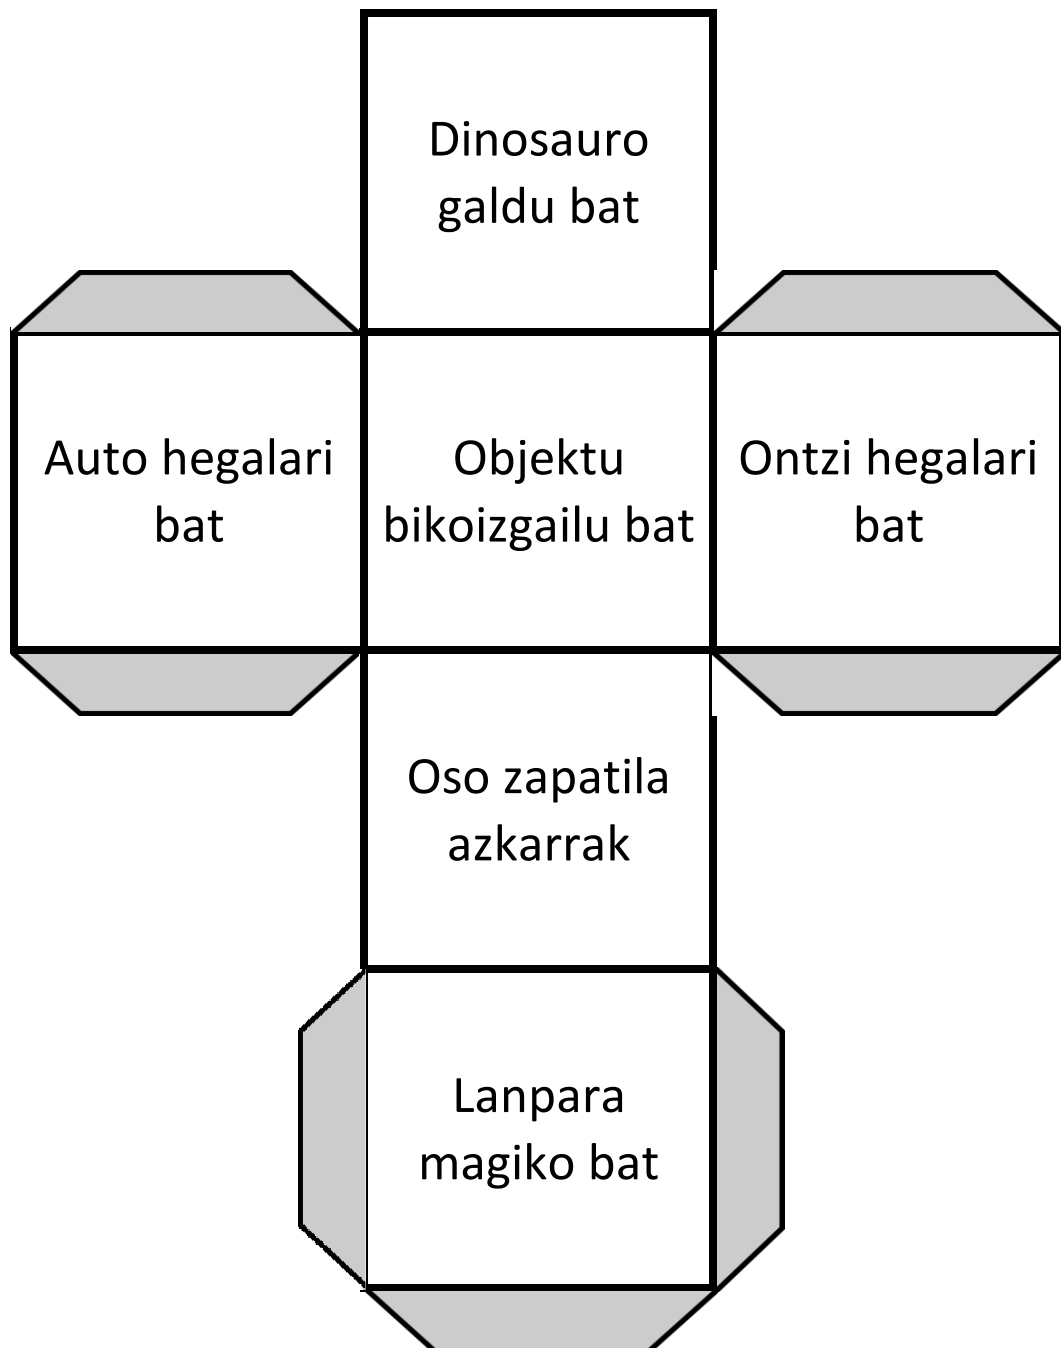 Dinosauro
galdu bat
Auto hegalari
bat
Objektu
bikoizgailu bat
Ontzi hegalari
bat
Oso zapatila
azkarrak
Lanpara
magiko bat